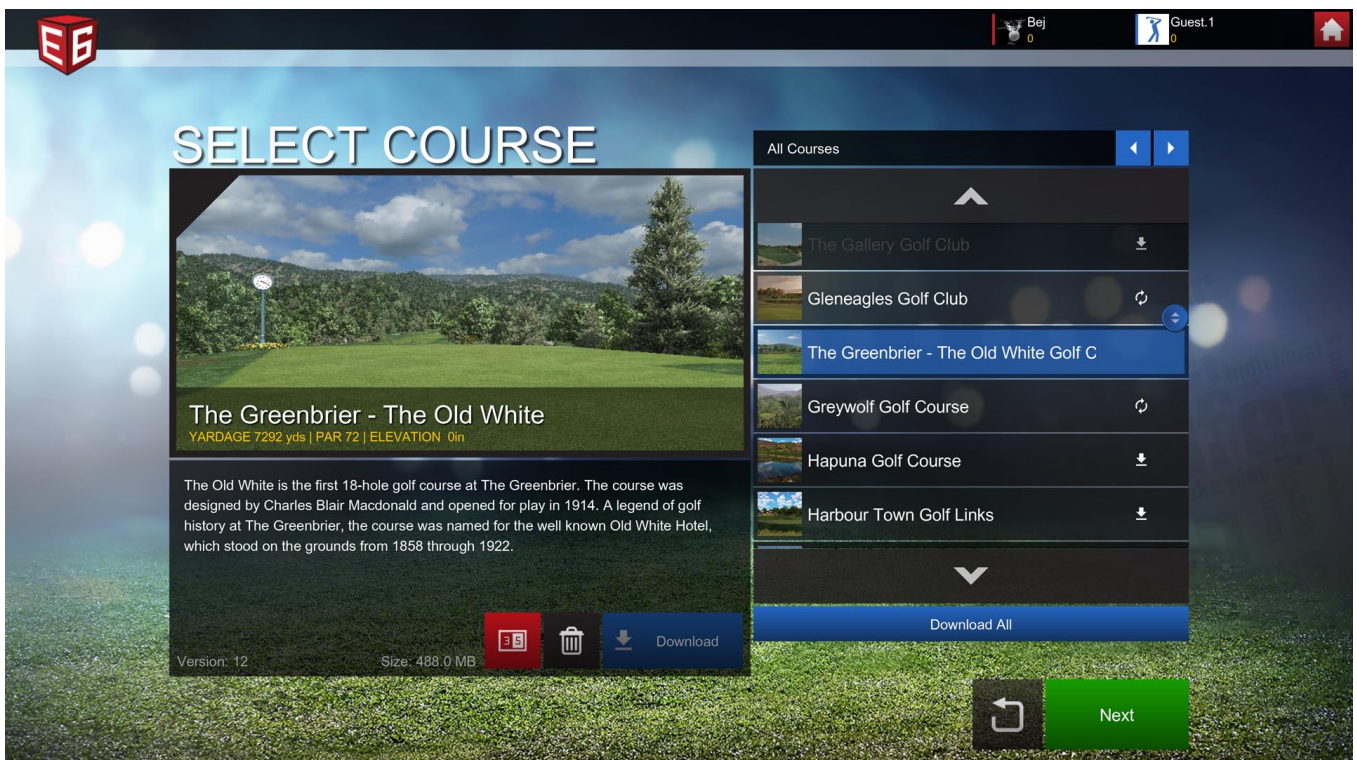 E6
Bej
0
Guest.1
0
SELECT COURSE
The Greenbrier - The Old White
YARDAGE 7292 yds | PAR 72 | ELEVATION 0in
The Old White is the first 18-hole golf course at The Greenbrier. The course was
designed by Charles Blair Macdonald and opened for play in 1914. A legend of golf
history at The Greenbrier, the course was named for the well known Old White Hotel,
which stood on the grounds from 1858 through 1922.
Version: 12
Size: 488.0 MB
35
Download
All Courses
The Gallery Golf Club
Gleneagles Golf Club
The Greenbrier - The Old White Golf C
Greywolf Golf Course
Hapuna Golf Course
Harbour Town Golf Links
Download All
Next